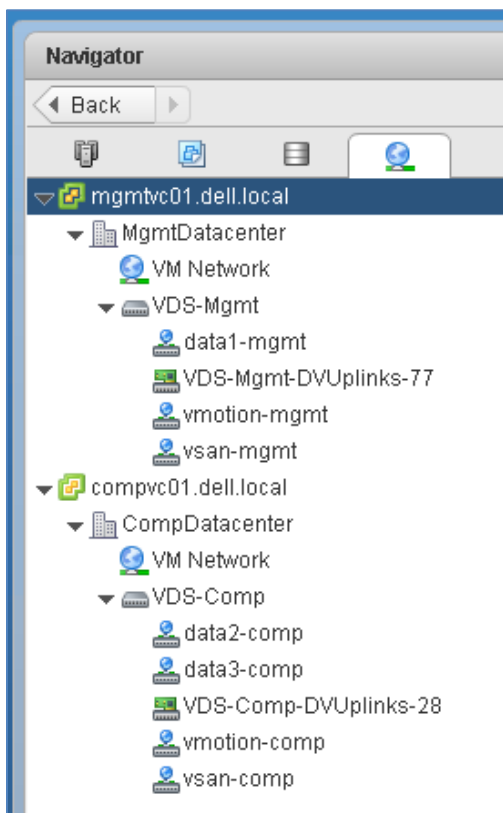 Navigator
Back
mgmtvc01.dell.local
MgmtDatacenter
VM Network
VDS-Mgmt
data1-mgmt
VDS-Mgmt-DVUplinks-77
vmotion-mgmt
vsan-mgmt
compvc01.dell.local
CompDatacenter
VM Network
VDS-Comp
data2-comp
data3-comp
VDS-Comp-DVUplinks-28
vmotion-comp
vsan-comp